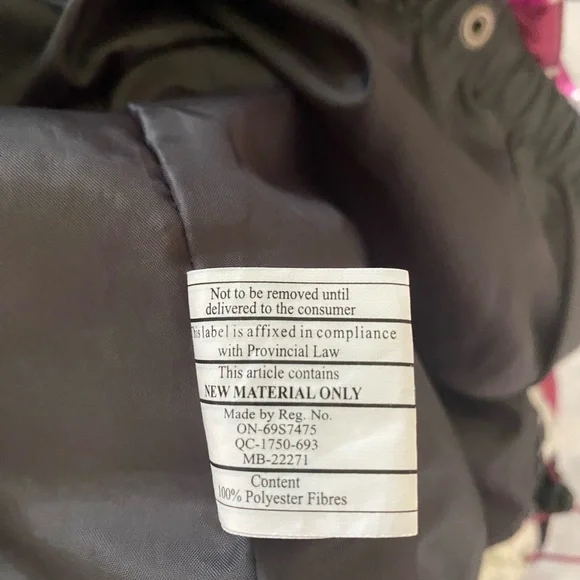 Not to be removed until
delivered to the consumer
This label is affixed in compliance
with Provincial Law
This article contains
NEW MATERIAL ONLY
Made by Reg. No.
ON-69S7475
QC-1750-693
MB-22271
Content
100% Polyester Fibres